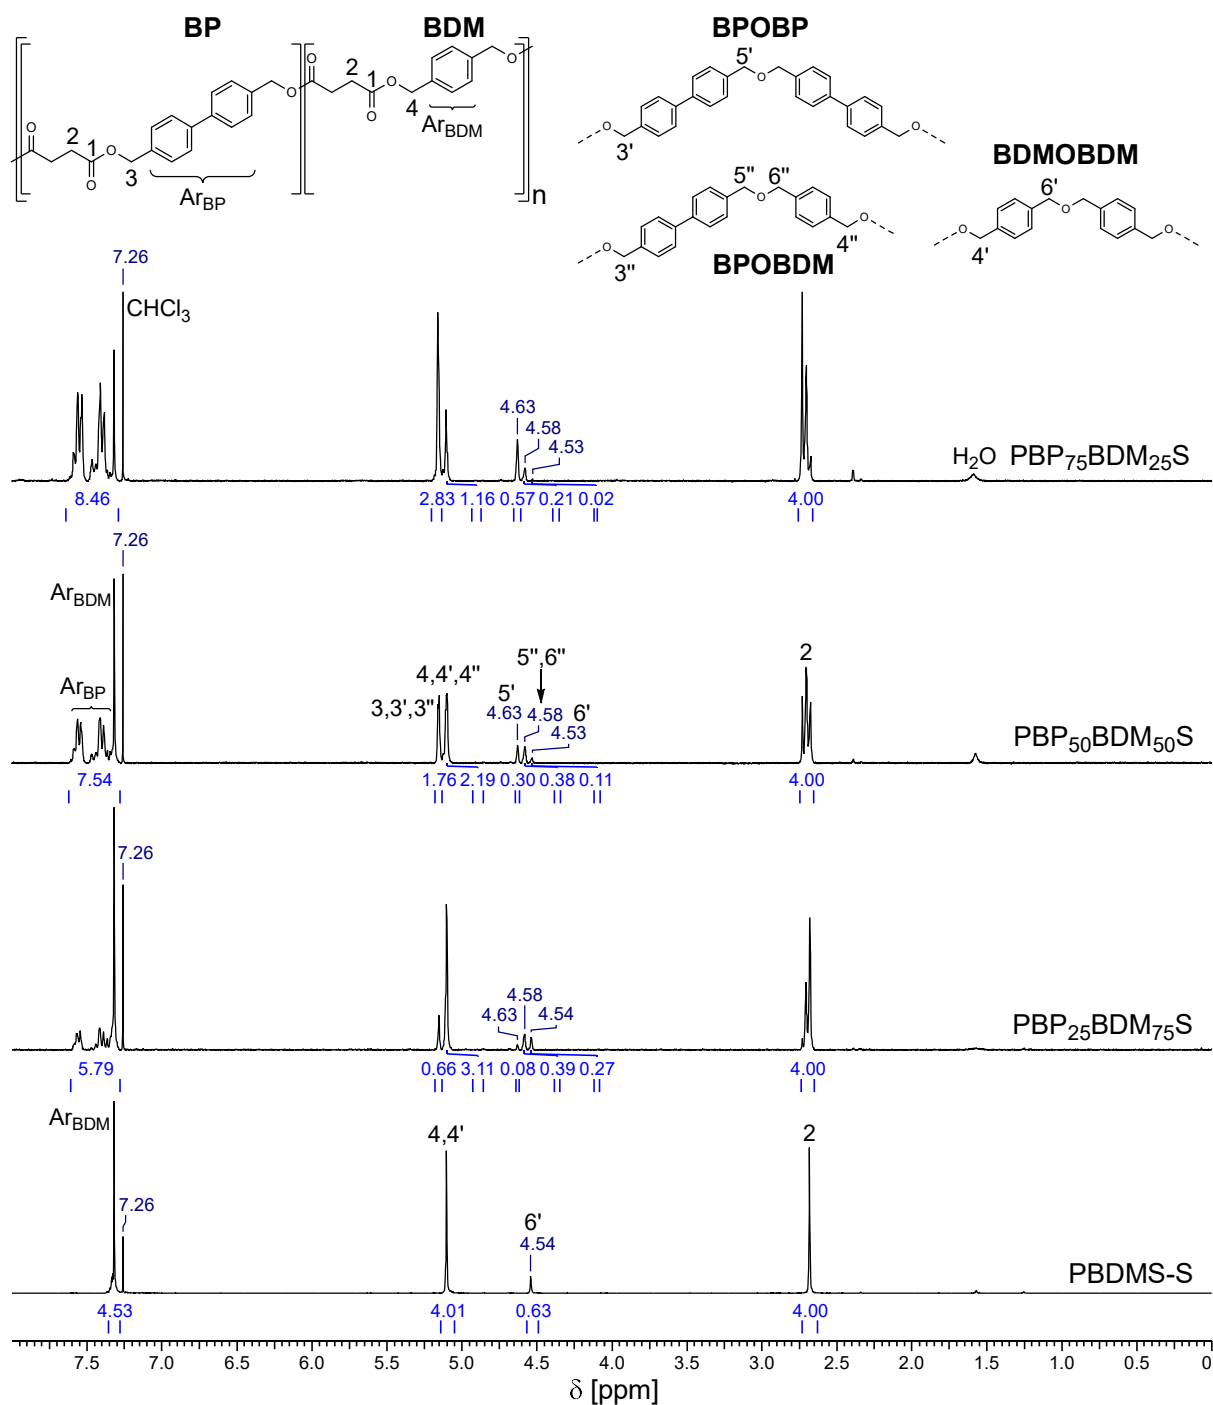 BP BDM BPOBP
O O O O O O O O
2 1 3 Ar_BP
2 1 4 Ar_BDM
n
5'
O O O
3'
BDMOBDM
6'
O O O
4'
5" 6"
O O O
3" 4"
BPOBDM
7.26
CHCl3
4.63
4.58
4.53
H2O PBP75BDM25S
8.46 2.83 1.16 0.57 0.21 0.02 4.00
7.26
Ar_BDM
Ar_BP
3,3',3"
4,4',4"
5'
5",6"
6'
2
4.63
4.58
4.53
PBP50BDM50S
7.54 1.76 2.19 0.30 0.38 0.11 4.00
7.26
4.63
4.58
4.54
PBP25BDM75S
5.79 0.66 3.11 0.08 0.39 0.27 4.00
Ar_BDM
7.26
4,4'
6'
4.54
2
PBDMS-S
4.53 4.01 0.63 4.00
7.5 7.0 6.5 6.0 5.5 5.0 4.5 4.0 3.5 3.0 2.5 2.0 1.5 1.0 0.5 0
δ [ppm]